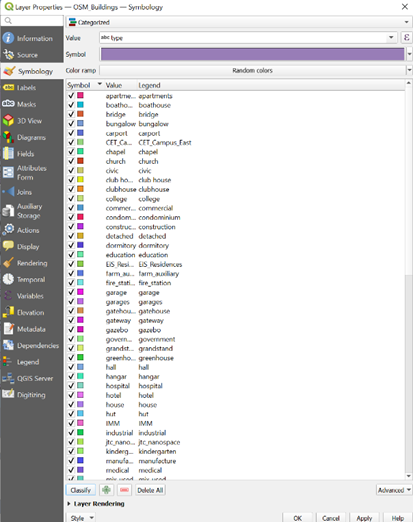 Layer Properties — OSM_Buildings — Symbology
Information
Source
Symbology
Labels
Masks
3D View
Diagrams
Fields
Attributes
Form
Joins
Auxiliary
Storage
Actions
Display
Rendering
Temporal
Variables
Elevation
Metadata
Dependencies
Legend
QGIS Server
Digitizing
Categorized
Value abc type ε
Symbol
Color ramp Random colors
Symbol Value Legend
apartme... apartments
boatho... boathouse
bridge bridge
bungalow bungalow
carport carport
CET_Ca... CET_Campus_East
chapel chapel
church church
civic civic
club ho... club house
clubhouse clubhouse
college college
commer... commercial
condom... condominium
construc... construction
detached detached
dormitory dormitory
education education
EiS_Resi... EiS_Residences
farm_au... farm_auxiliary
fire_stati... fire_station
garage garage
garages garages
gatehou... gatehouse
gateway gateway
gazebo gazebo
govern... government
grandst... grandstand
greenho... greenhouse
hall hall
hangar hangar
hospital hospital
hotel hotel
house house
hut hut
IMM IMM
industrial industrial
jtc_nano... jtc_nanospace
kinderg... kindergarten
manufa... manufacture
medical medical
mix_used mix_used
Classify Delete All Advanced
Layer Rendering
Style OK Cancel Apply Help